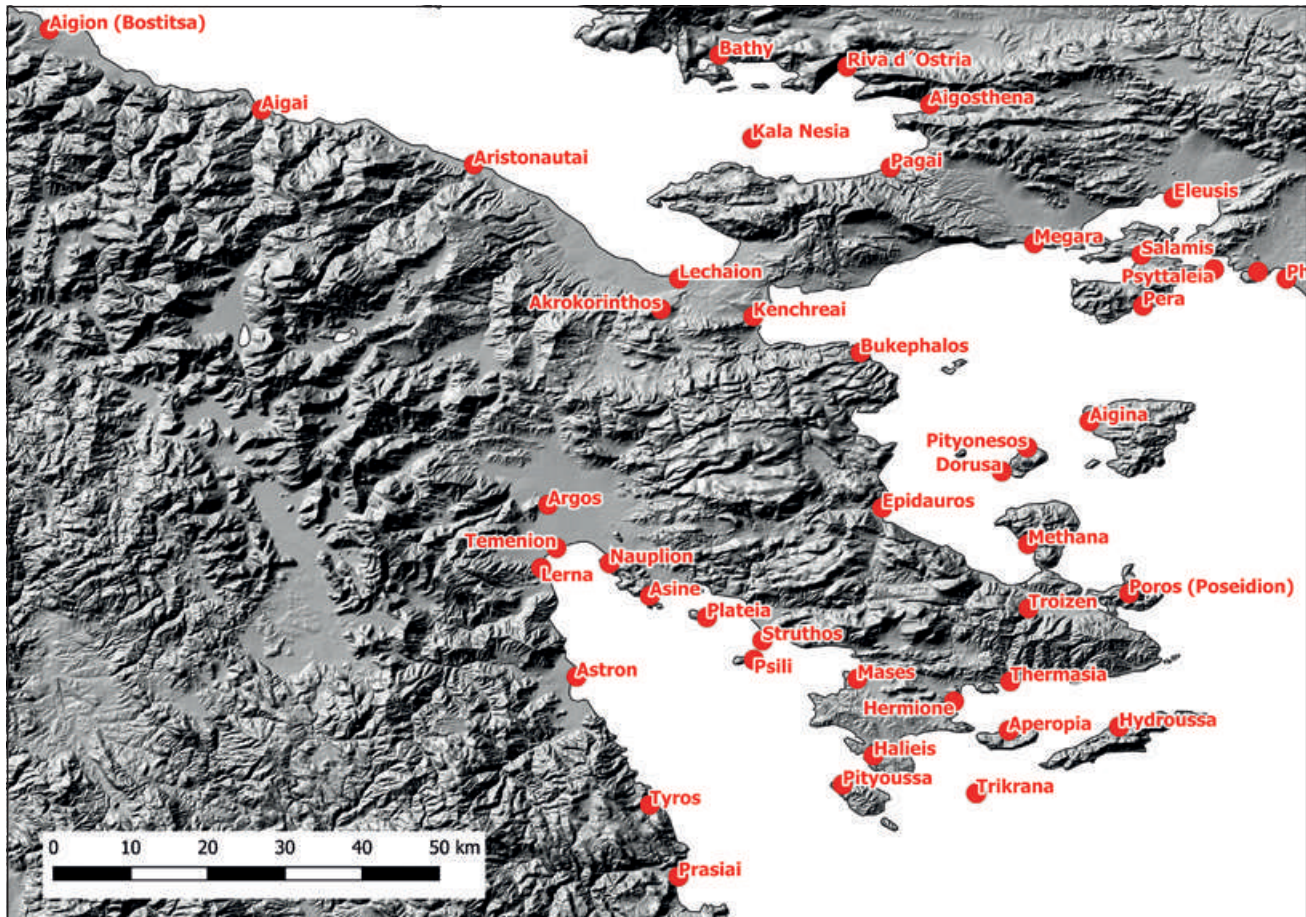 Aigion (Bostitsa)
Bathy
Riva d´Ostria
Aigai
Aigosthena
Kala Nesia
Aristonautai
Pagai
Eleusis
Megara
Salamis
Lechaion
Psyttaleia
Ph
Akrokorinthos
Kenchreai
Pera
Bukephalos
Aigina
Pityonesos
Dorusa
Argos
Epidauros
Temenion
Methana
Nauplion
Lerna
Asine
Poros (Poseidion)
Plateia
Troizen
Struthos
Psili
Astron
Mases
Thermasia
Hermione
Aperopia
Hydroussa
Halieis
Pityoussa
Trikrana
Tyros
0 10 20 30 40 50 km
Prasiai